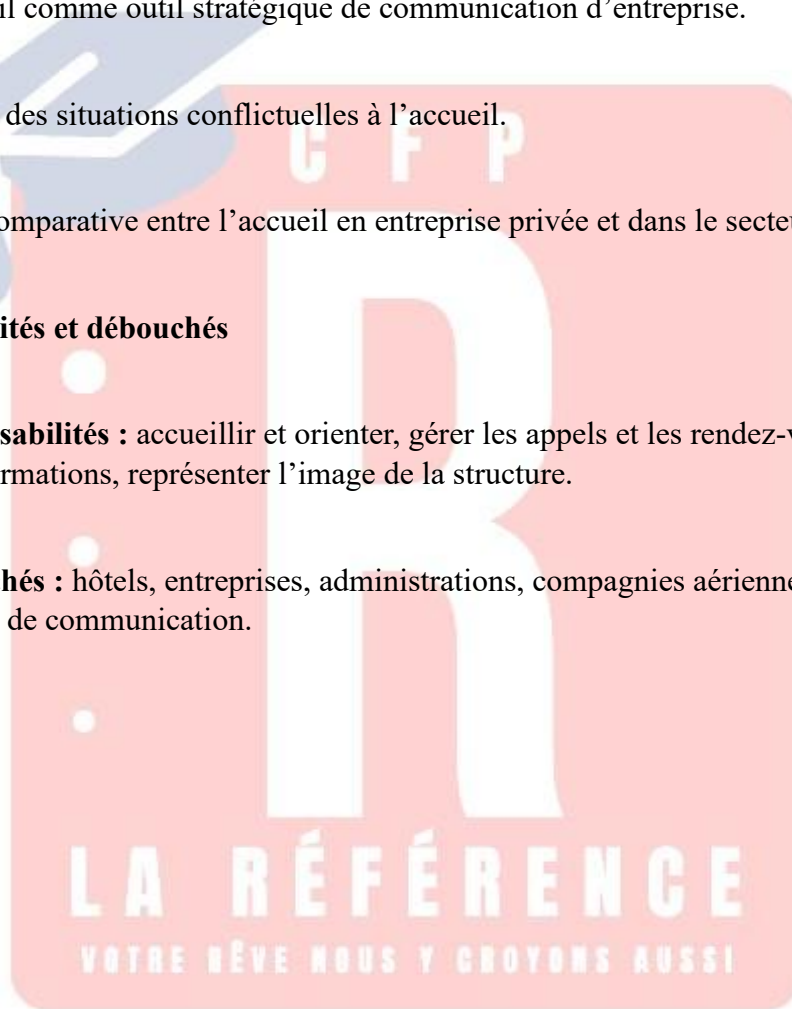 il comme outil stratégique de communication d’entreprise.
des situations conflictuelles à l’accueil.
C F P
omparative entre l’accueil en entreprise privée et dans le secteu
ités et débouchés
sabilités : accueillir et orienter, gérer les appels et les rendez-v
rmations, représenter l’image de la structure.
hés : hôtels, entreprises, administrations, compagnies aérienne
de communication.
R
LA RÉFÉRENCE
VOTRE RÊVE NOUS Y CROYONS AUSSI